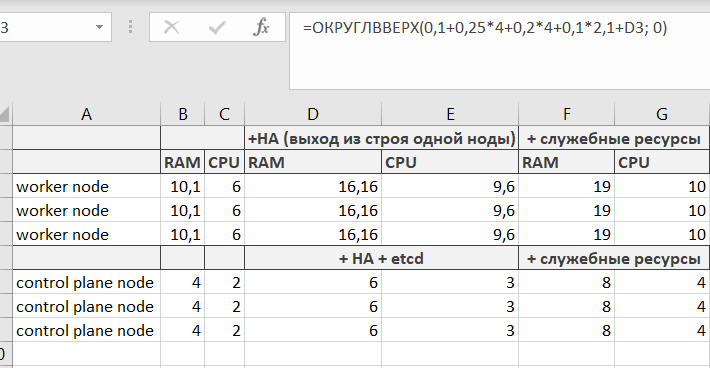 3
fx
=ОКРУГЛВВЕРХ(0,1+0,25*4+0,2*4+0,1*2,1+D3; 0)
A B C D E F G
+HA (выход из строя одной ноды) + служебные ресурсы
RAM CPU RAM CPU RAM CPU
worker node 10,1 6 16,16 9,6 19 10
worker node 10,1 6 16,16 9,6 19 10
worker node 10,1 6 16,16 9,6 19 10
+ HA + etcd + служебные ресурсы
control plane node 4 2 6 3 8 4
control plane node 4 2 6 3 8 4
control plane node 4 2 6 3 8 4
0